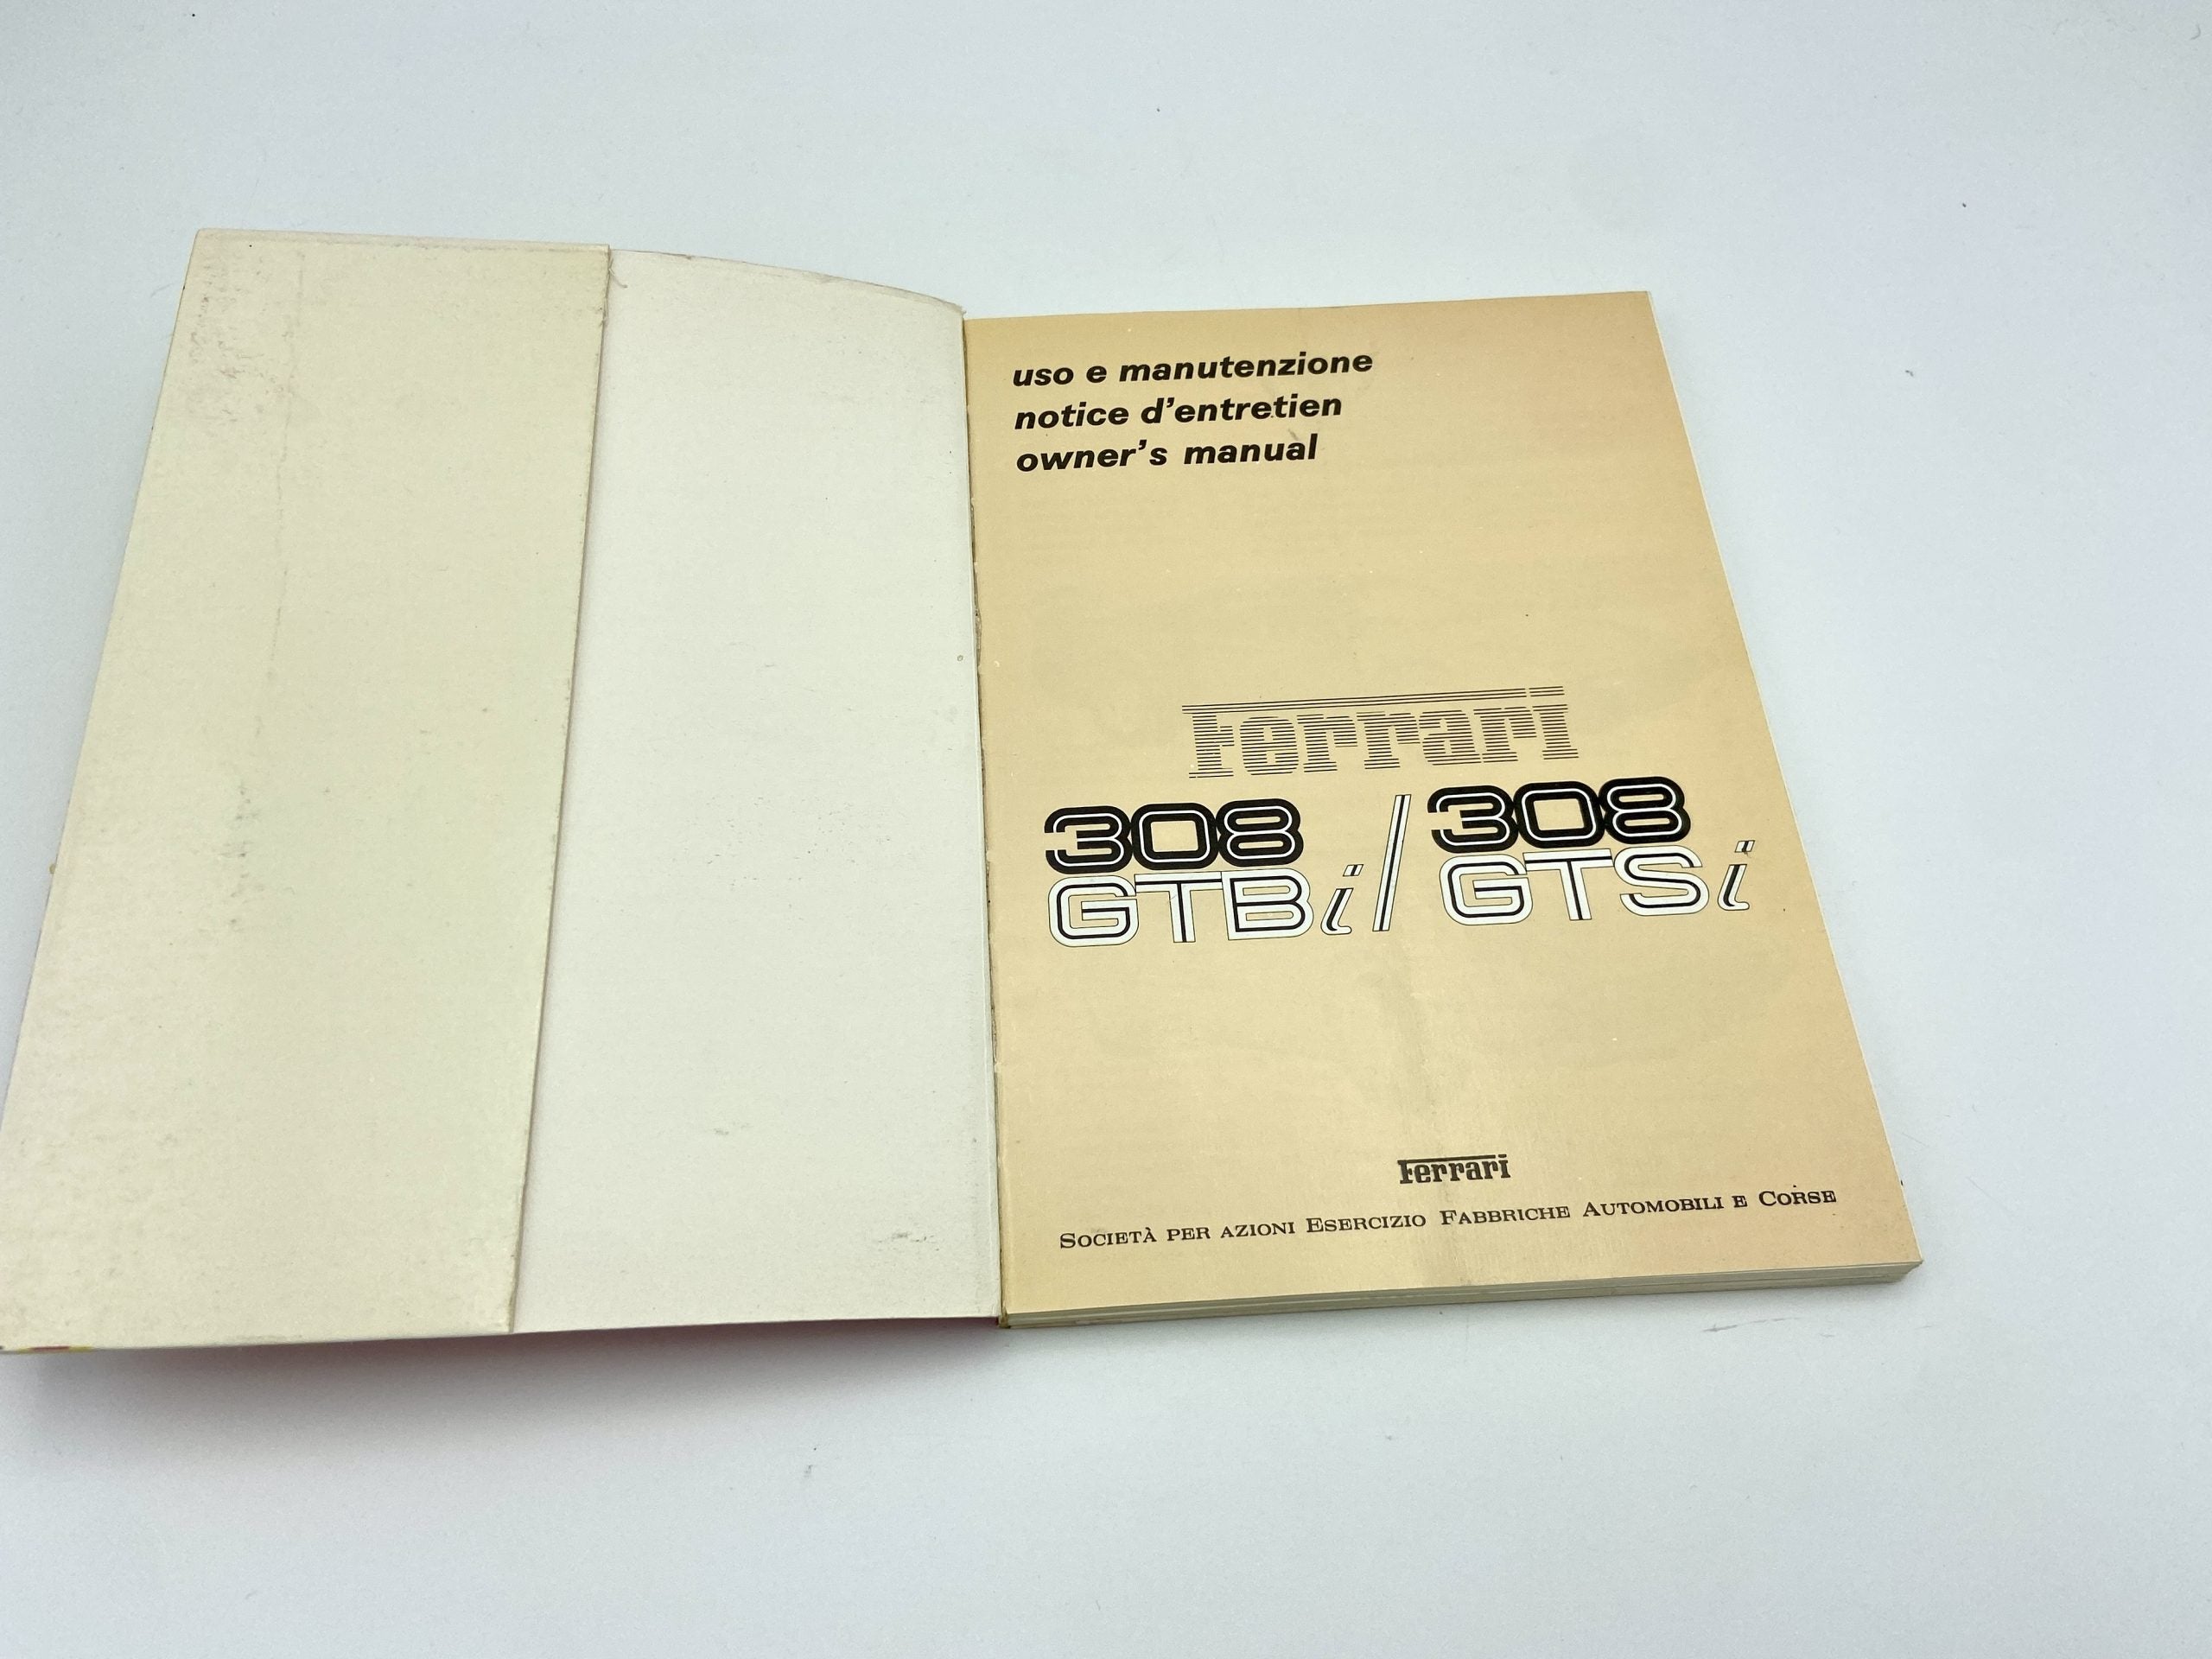 uso e manutenzione
notice d'entretien
owner's manual
Ferrari
308 GTBi / 308 GTSi
Ferrari
SOCIETÀ PER AZIONI ESERCIZIO FABBRICHE AUTOMOBILI E CORSE